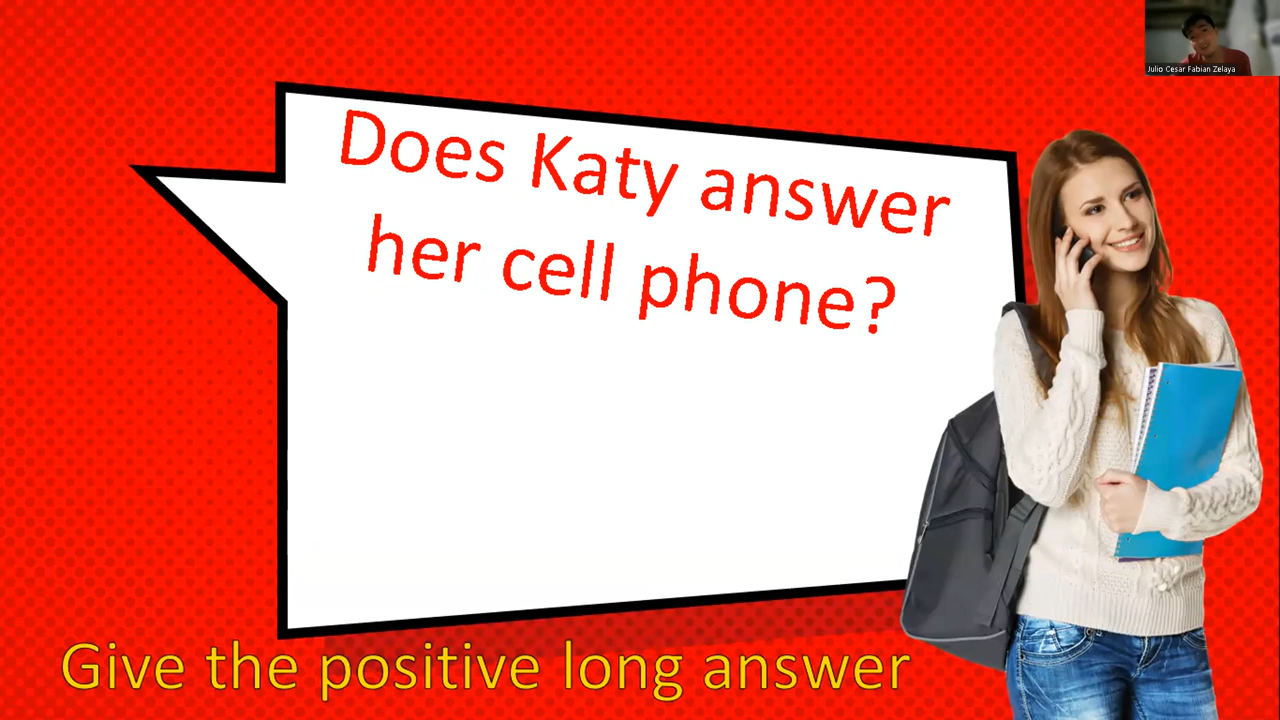 Julio Cesar Fabian Zelaya
Does Katy answer
her cell phone?
Give the positive long answer